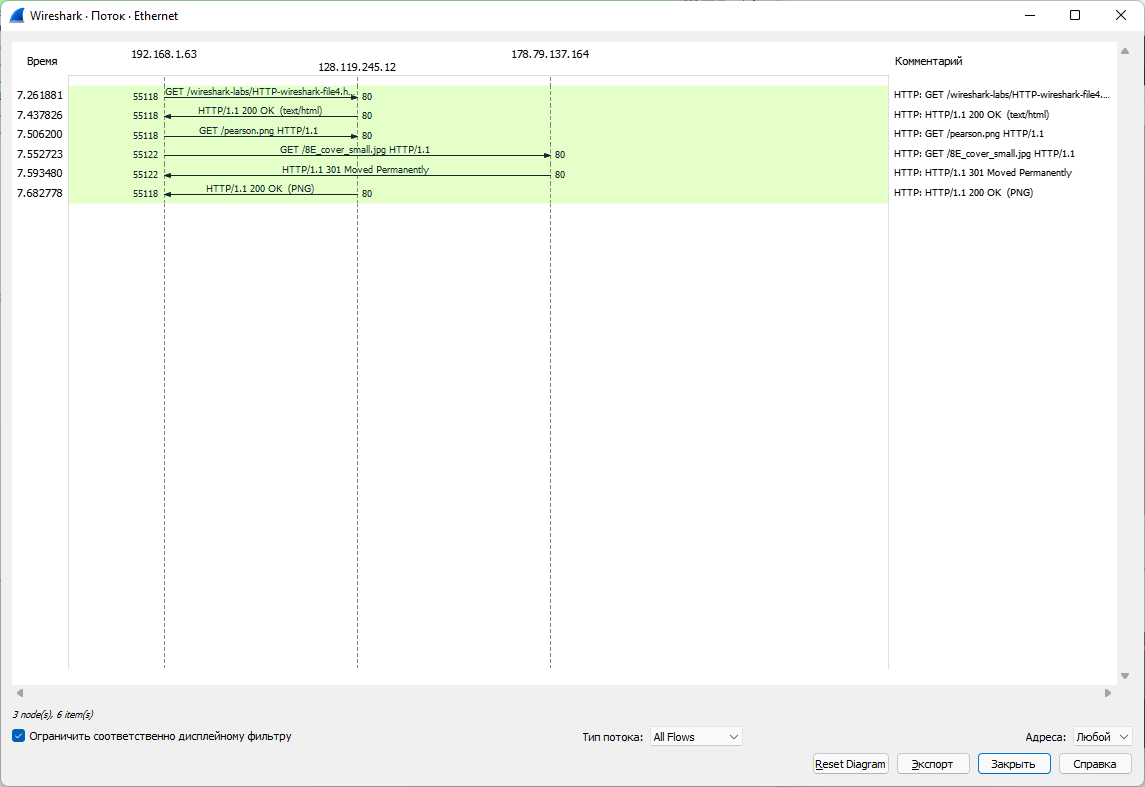 Wireshark · Поток · Ethernet
Время
192.168.1.63
128.119.245.12
178.79.137.164
Комментарий
7.261881 55118 GET /wireshark-labs/HTTP-wireshark-file4.h... 80 HTTP: GET /wireshark-labs/HTTP-wireshark-file4....
7.437826 55118 HTTP/1.1 200 OK (text/html) 80 HTTP: HTTP/1.1 200 OK (text/html)
7.506200 55118 GET /pearson.png HTTP/1.1 80 HTTP: GET /pearson.png HTTP/1.1
7.552723 55122 GET /8E_cover_small.jpg HTTP/1.1 80 HTTP: GET /8E_cover_small.jpg HTTP/1.1
7.593480 55122 HTTP/1.1 301 Moved Permanently 80 HTTP: HTTP/1.1 301 Moved Permanently
7.682778 55118 HTTP/1.1 200 OK (PNG) 80 HTTP: HTTP/1.1 200 OK (PNG)
3 node(s), 6 item(s)
Ограничить соответственно дисплейному фильтру
Тип потока: All Flows
Адреса: Любой
Reset Diagram
Экспорт
Закрыть
Справка